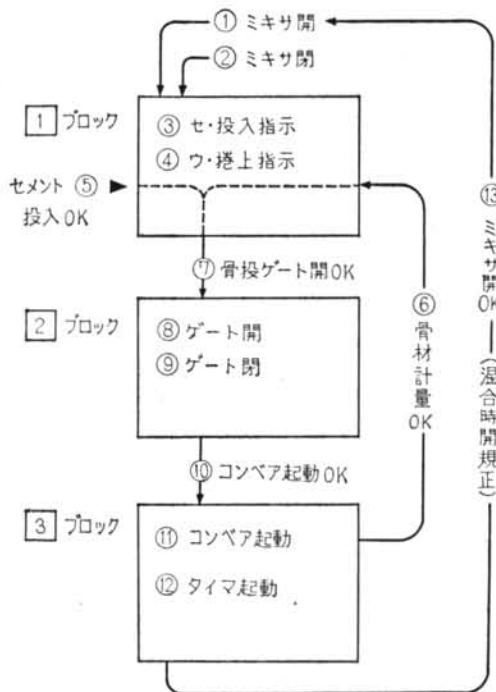 ① ミキサ開
② ミキサ閉
1 ブロック
③ セ・投入指示
④ ウ・捲上指示
セメント ⑤
投入OK
⑦ 骨投ゲート開OK
2 ブロック
⑧ ゲート開
⑨ ゲート閉
⑥ 骨材計量OK
⑬ ミキサ開OK(混合時開規正)
⑩ コンベア起動OK
3 ブロック
⑪ コンベア起動
⑫ タイマ起動